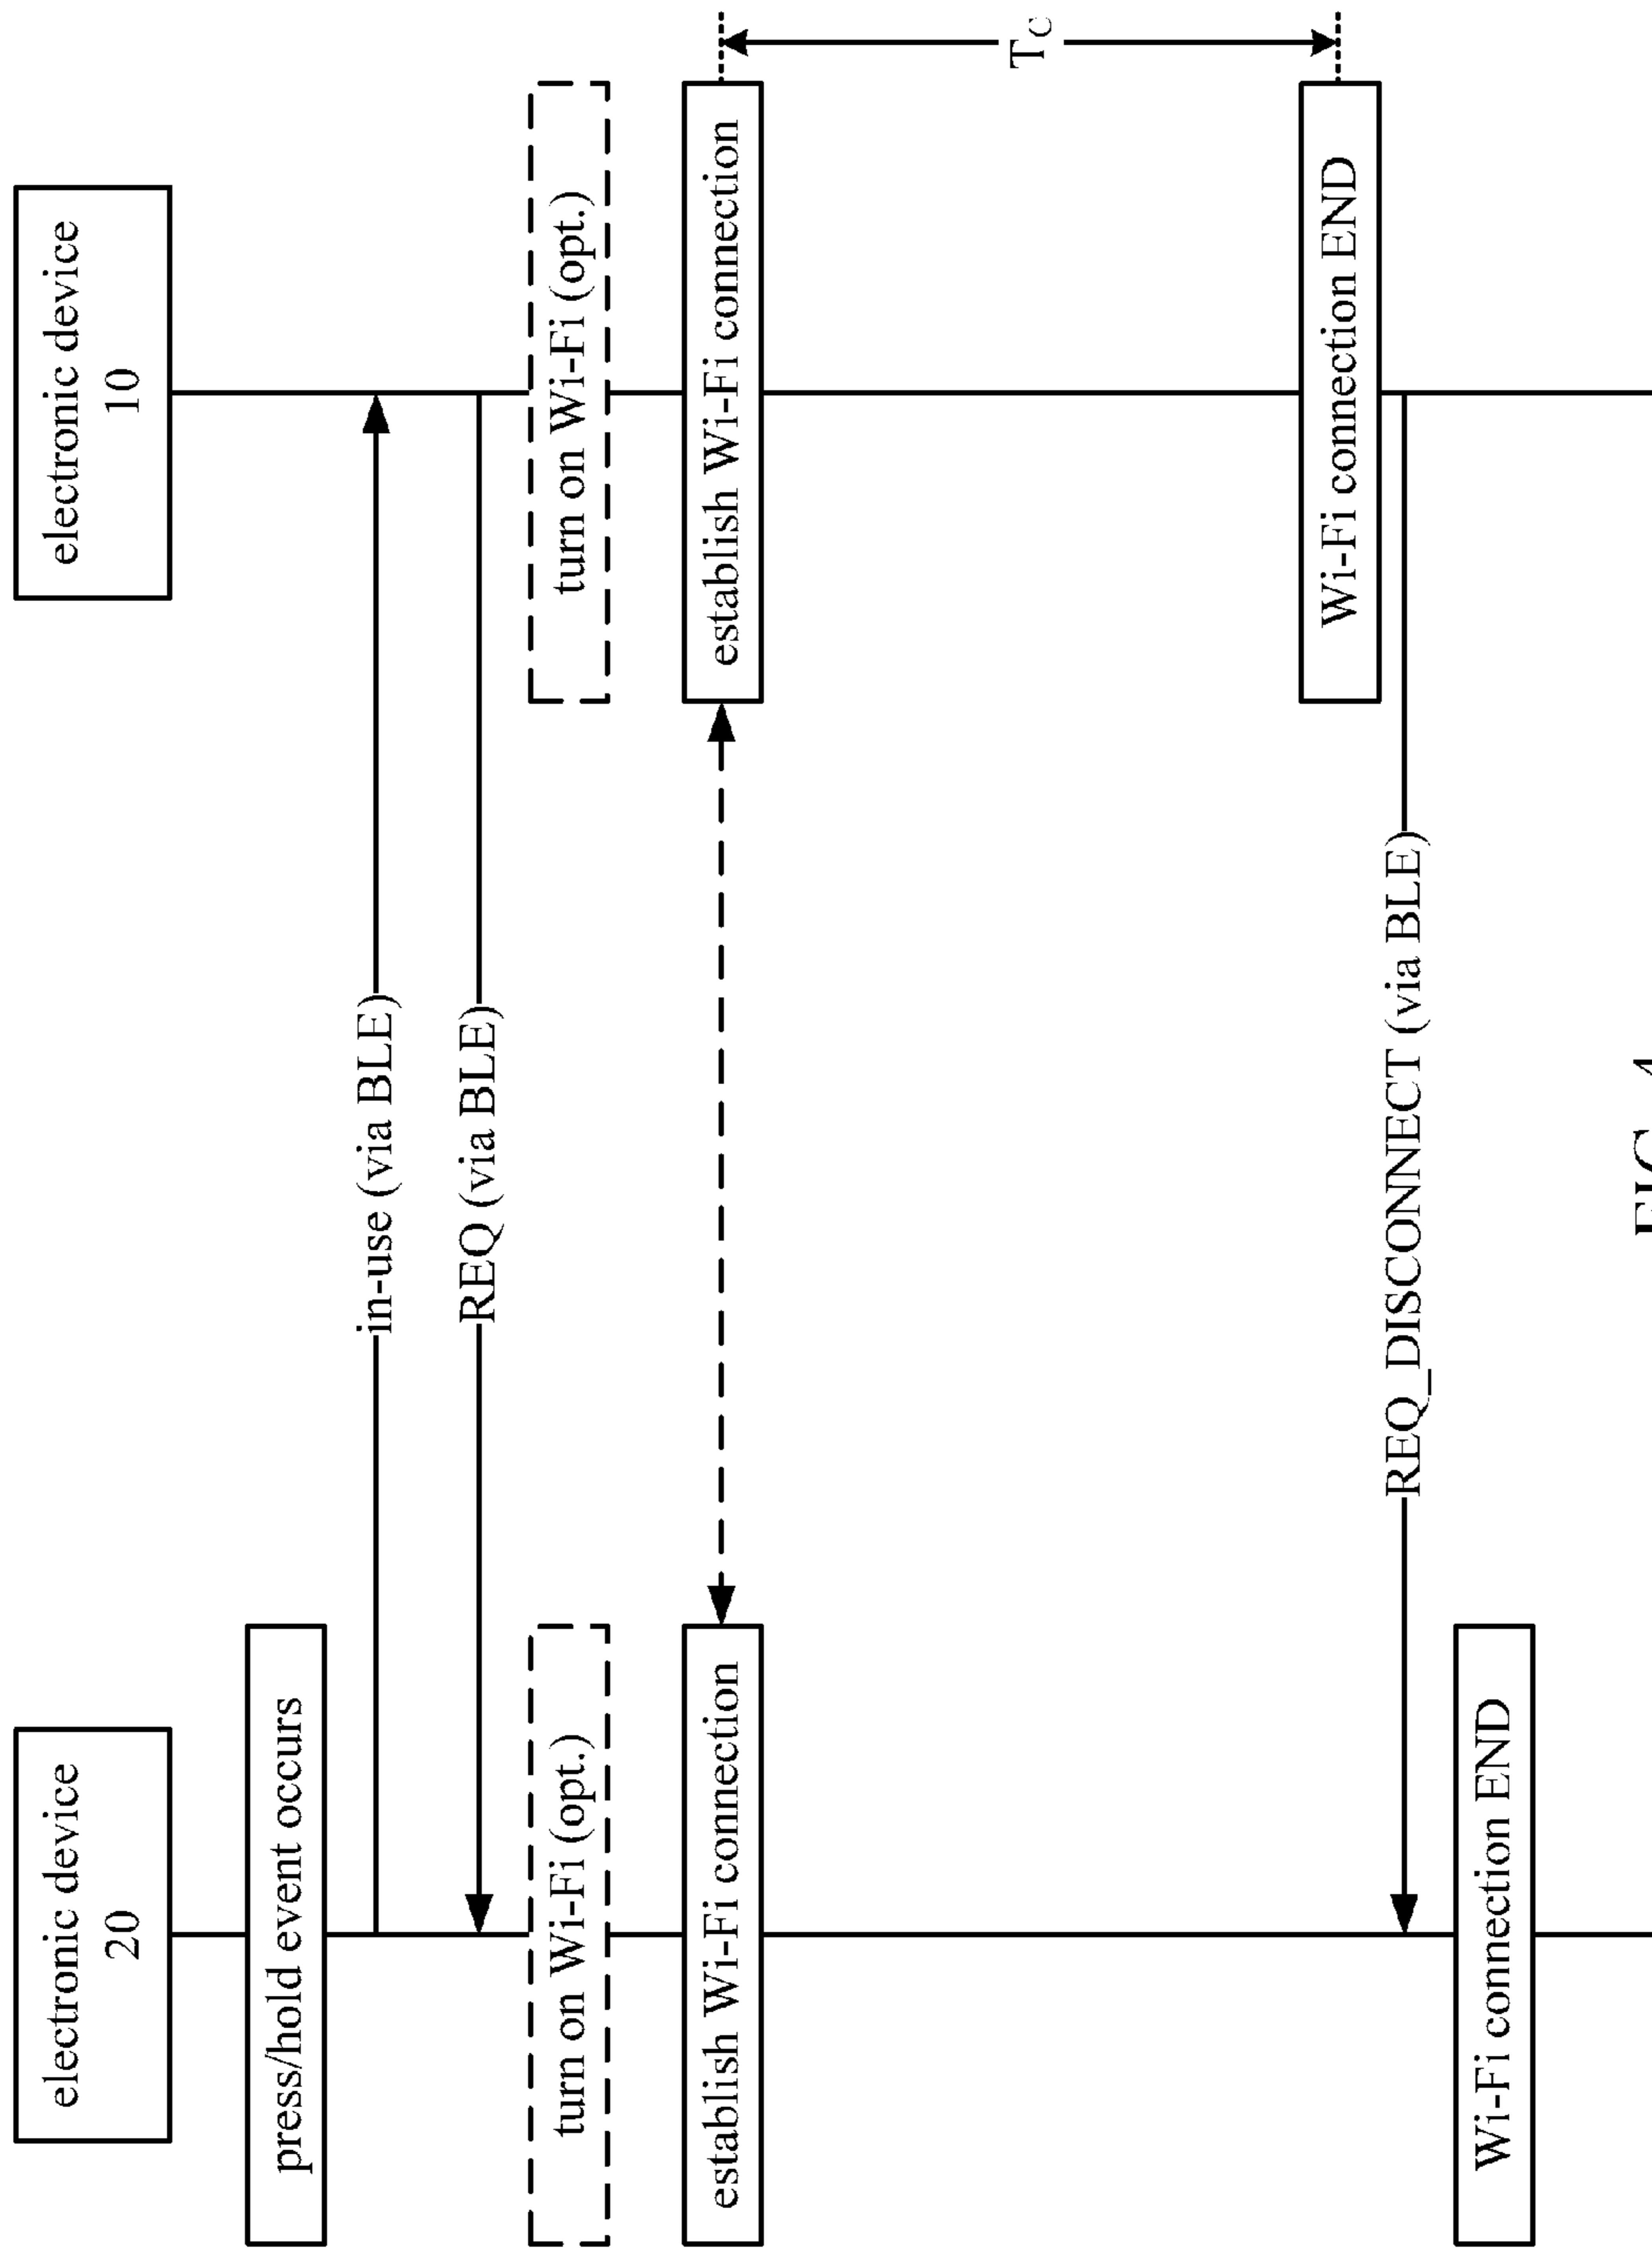 electronic device
20
electronic device
10
press/hold event occurs
in-use (via BLE)
REQ (via BLE)
turn on Wi-Fi (opt.)
turn on Wi-Fi (opt.)
establish Wi-Fi connection
establish Wi-Fi connection
TC
Wi-Fi connection END
REQ_DISCONNECT (via BLE)
Wi-Fi connection END
FIG. 4